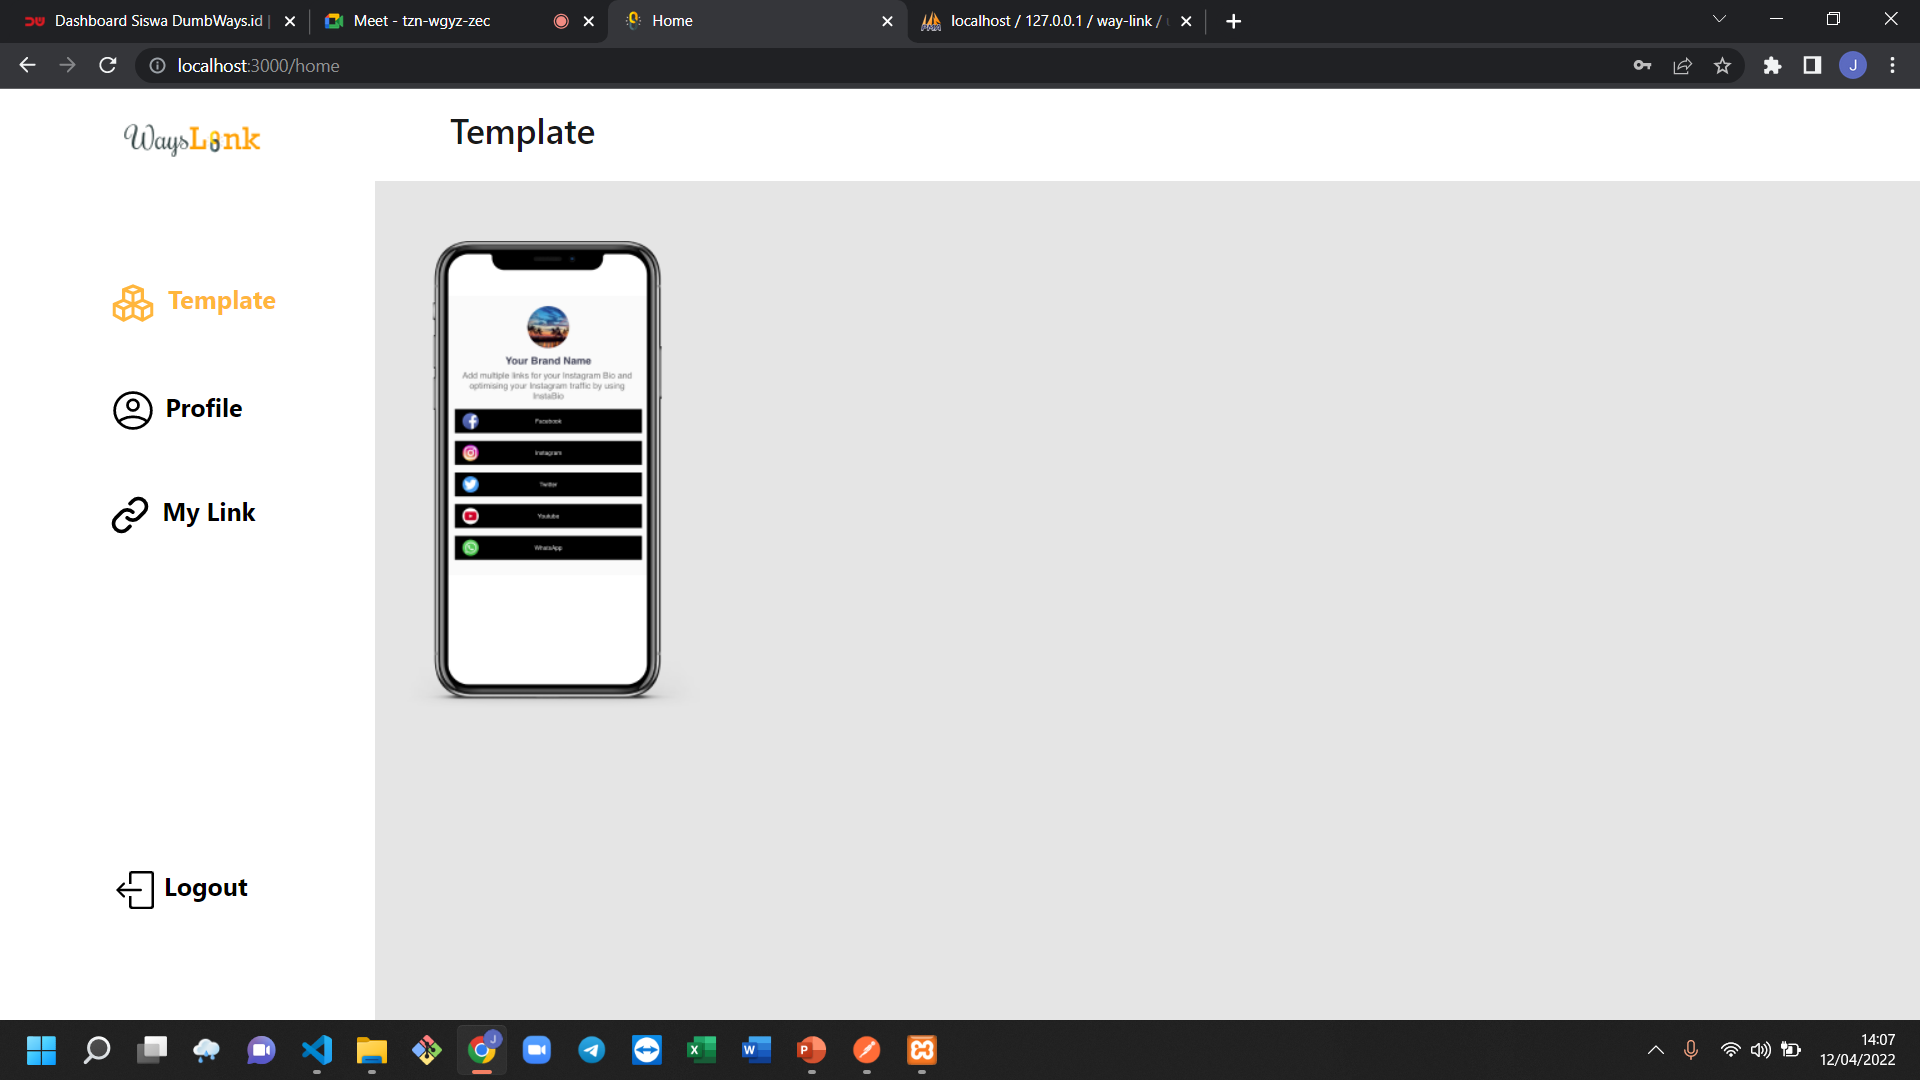 Dashboard Siswa DumbWays.id |
Meet - tzn-wgyz-zec
Home
localhost / 127.0.0.1 / way-link /
localhost:3000/home
J
WaysLink
Template
Template
Profile
My Link
Logout
Your Brand Name
Add multiple links for your Instagram Bio and
optimising your Instagram traffic by using
InstaBio
Facebook
Instagram
Twitter
Youtube
WhatsApp
14:07
12/04/2022